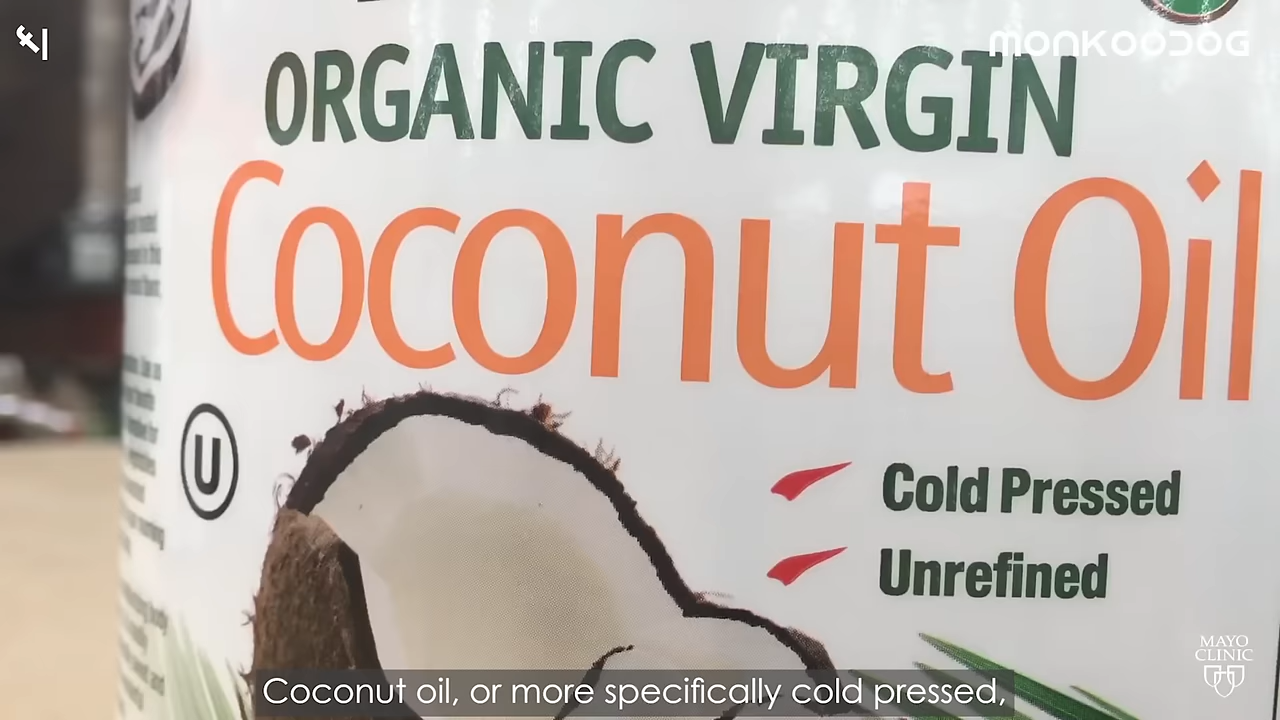 MONKOODOG
ORGANIC VIRGIN
Coconut Oil
U
Cold Pressed
Unrefined
MAYO
CLINIC
Coconut oil, or more specifically cold pressed,